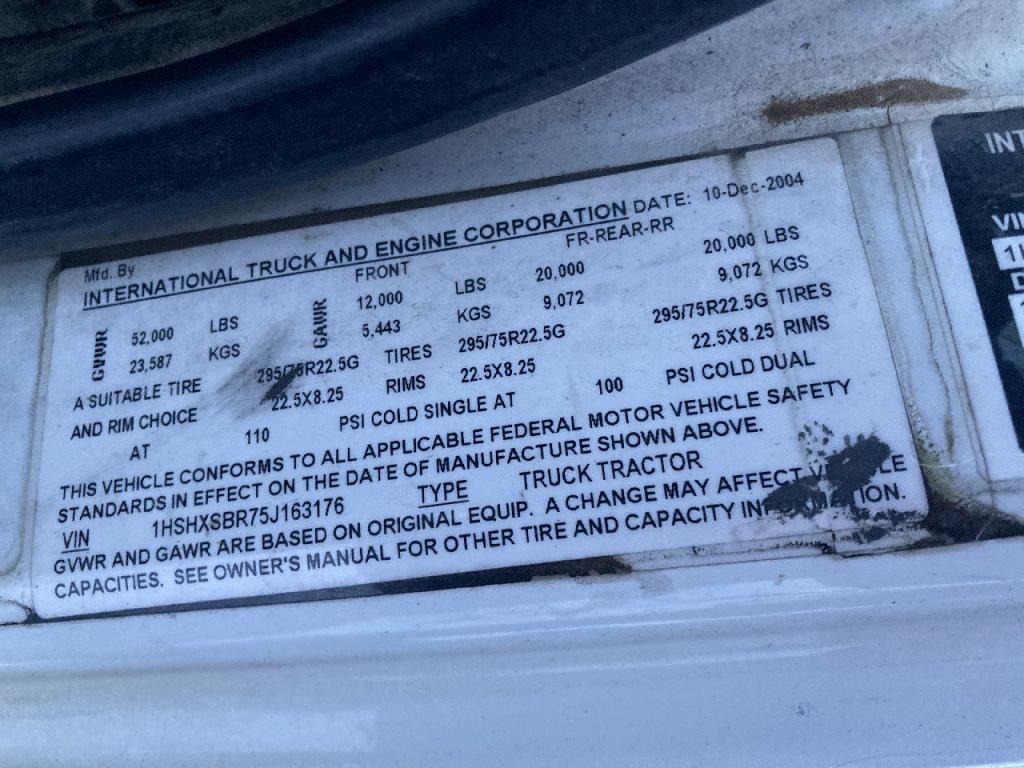 Mfd. By
INTERNATIONAL TRUCK AND ENGINE CORPORATION DATE: 10-Dec-2004
FRONT FR-REAR-RR
GVWR 52,000 LBS GAWR 12,000 LBS 20,000 20,000 LBS
23,587 KGS 5,443 KGS 9,072 9,072 KGS
A SUITABLE TIRE 295/75R22.5G TIRES 295/75R22.5G 295/75R22.5G TIRES
AND RIM CHOICE 22.5X8.25 RIMS 22.5X8.25 22.5X8.25 RIMS
AT 110 PSI COLD SINGLE AT 100 PSI COLD DUAL
THIS VEHICLE CONFORMS TO ALL APPLICABLE FEDERAL MOTOR VEHICLE SAFETY
STANDARDS IN EFFECT ON THE DATE OF MANUFACTURE SHOWN ABOVE.
VIN 1HSHXSBR75J163176 TYPE TRUCK TRACTOR
GVWR AND GAWR ARE BASED ON ORIGINAL EQUIP. A CHANGE MAY AFFECT VEHICLE
CAPACITIES. SEE OWNER'S MANUAL FOR OTHER TIRE AND CAPACITY INFORMATION.
INT